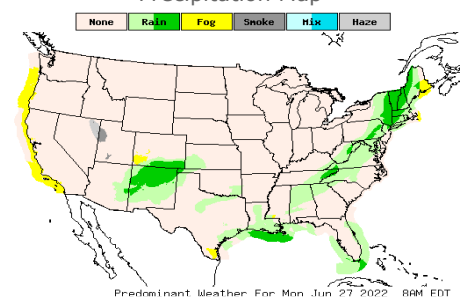 Precipitation Map
None Rain Fog Smoke Mix Haze
Predominant Weather For Mon Jun 27 2022 8AM EDT